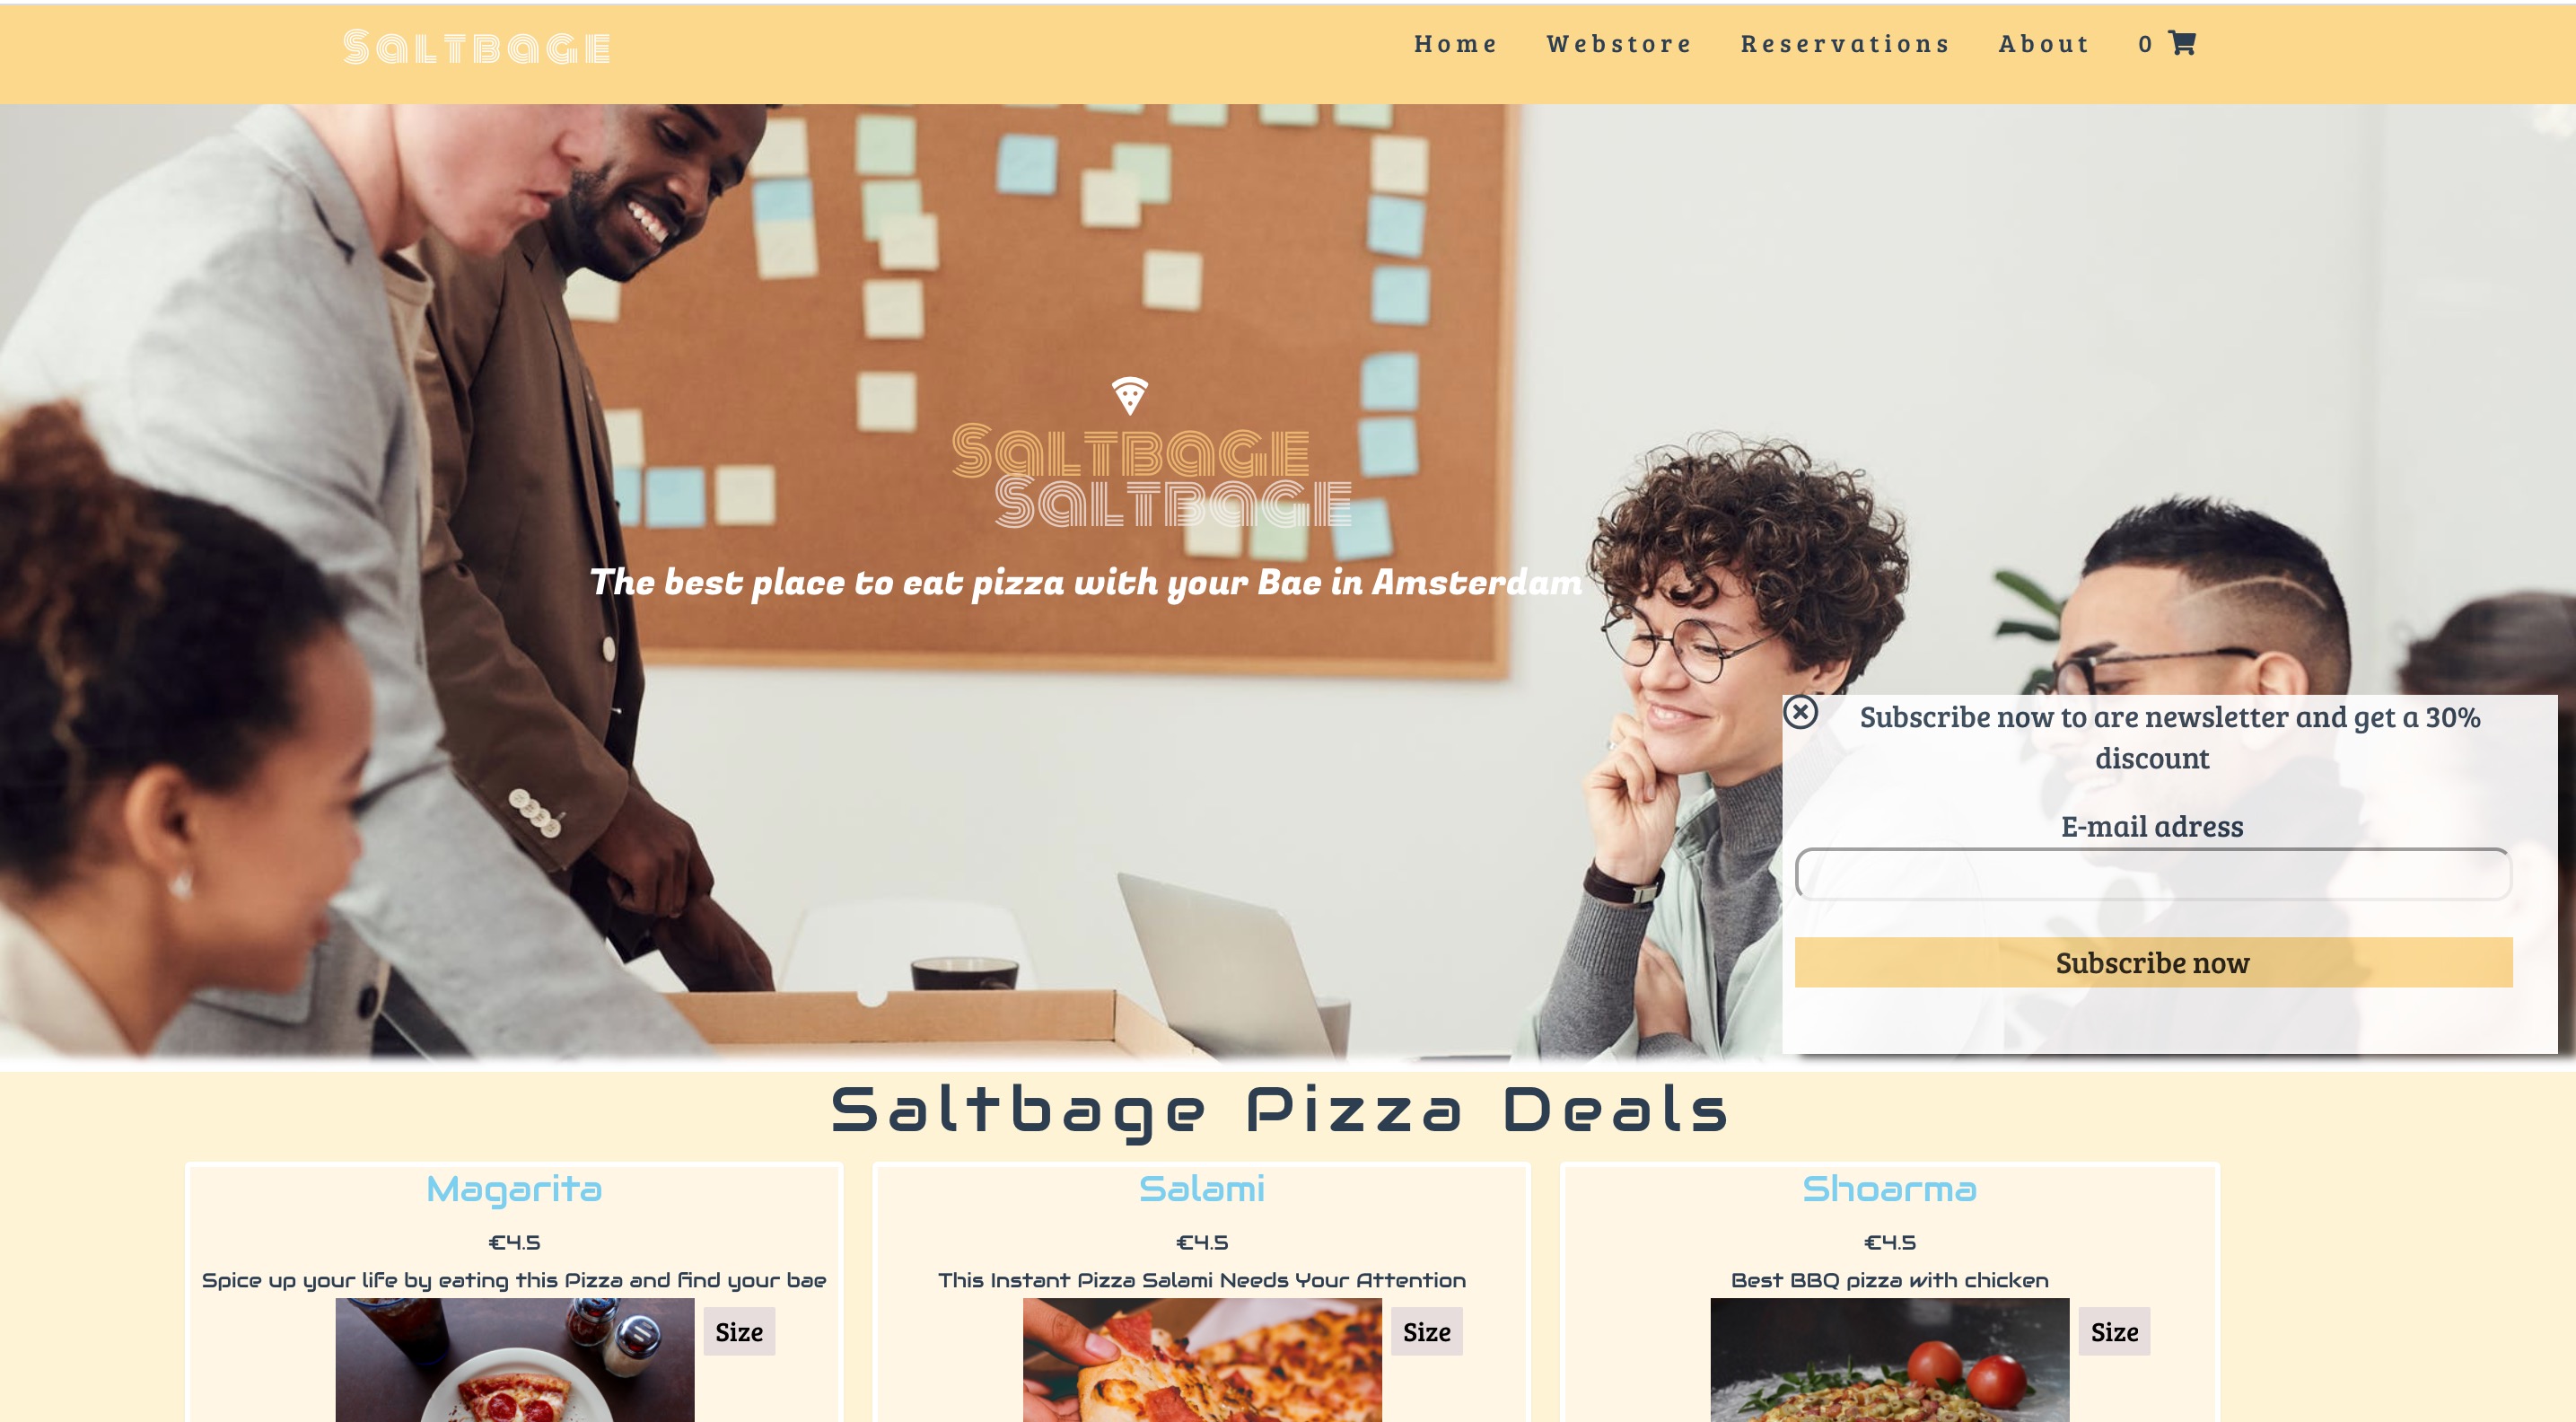 Saltbage
Home Webstore Reservations About 0
Saltbage
Saltbage
The best place to eat pizza with your Bae in Amsterdam
Subscribe now to are newsletter and get a 30%
discount
E-mail adress
Subscribe now
Saltbage Pizza Deals
Magarita
€4.5
Spice up your life by eating this Pizza and find your bae
Size
Salami
€4.5
This Instant Pizza Salami Needs Your Attention
Size
Shoarma
€4.5
Best BBQ pizza with chicken
Size